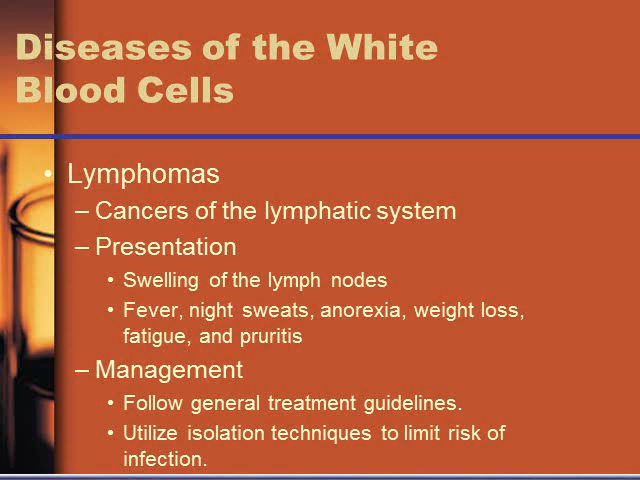 Diseases of the White
Blood Cells
• Lymphomas
– Cancers of the lymphatic system
– Presentation
• Swelling of the lymph nodes
• Fever, night sweats, anorexia, weight loss,
fatigue, and pruritis
– Management
• Follow general treatment guidelines.
• Utilize isolation techniques to limit risk of
infection.